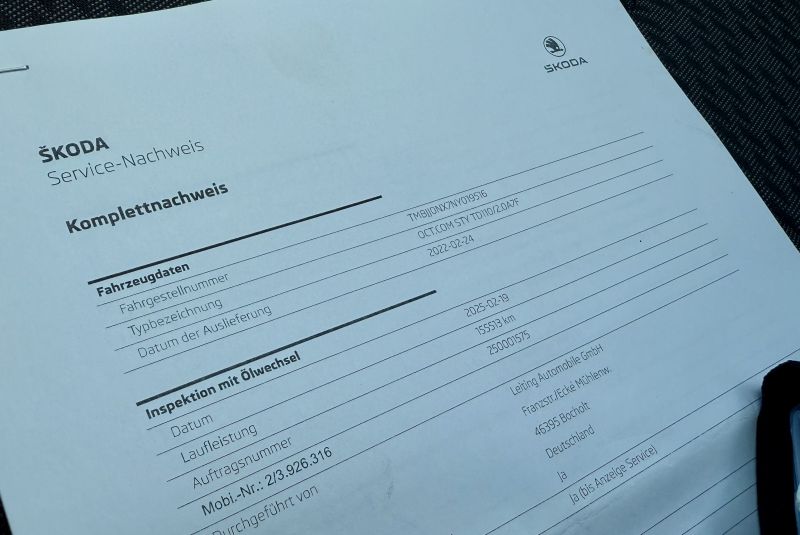 ŠKODA
ŠKODA
Service-Nachweis
Komplettnachweis
Fahrzeugdaten
Fahrgestellnummer TMBJJ0NX7NY019516
Typbezeichnung OCT.COM STY TD110/2.0A7F
Datum der Auslieferung 2022-02-24
Inspektion mit Ölwechsel
Datum 2025-02-19
Laufleistung 155513 km
Auftragsnummer 250001575
Mobi.-Nr.: 2/3.926.316
Durchgeführt von Leiting Automobile GmbH
Franzstr./Ecke Mühlenw.
46395 Bocholt
Deutschland
Ja
Ja (bis Anzeige Service)